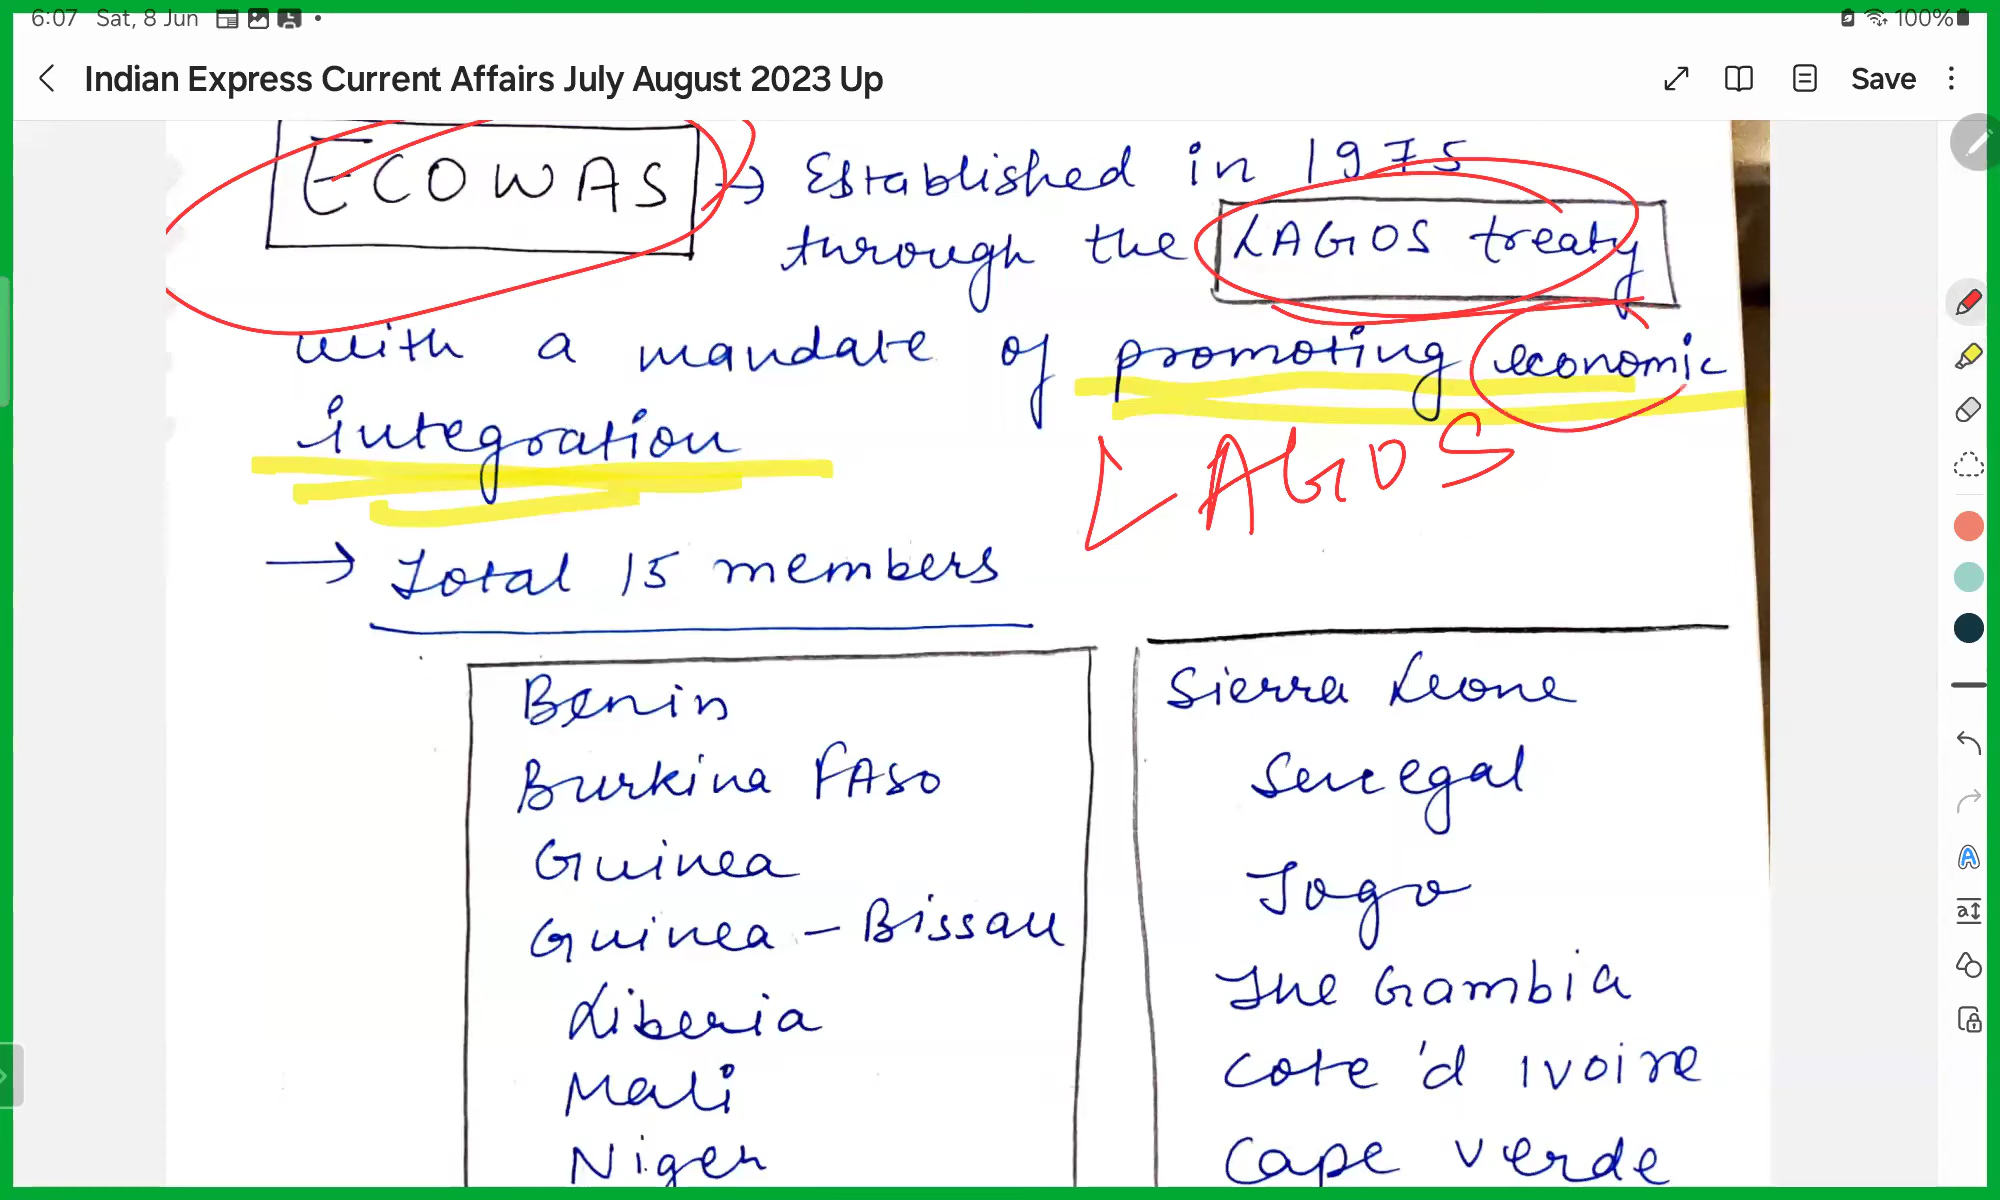 6:07 Sat, 8 Jun
100%
Indian Express Current Affairs July August 2023 Up
Save
ECOWAS → Established in 1975
through the LAGOS treaty
with a mandate of promoting economic
integration
LAGOS
→ Total 15 members
Benin
Burkina FASO
Guinea
Guinea - Bissau
Liberia
Mali
Niger
Sierra Leone
Senegal
Togo
The Gambia
Cote 'd IVoire
Cape Verde